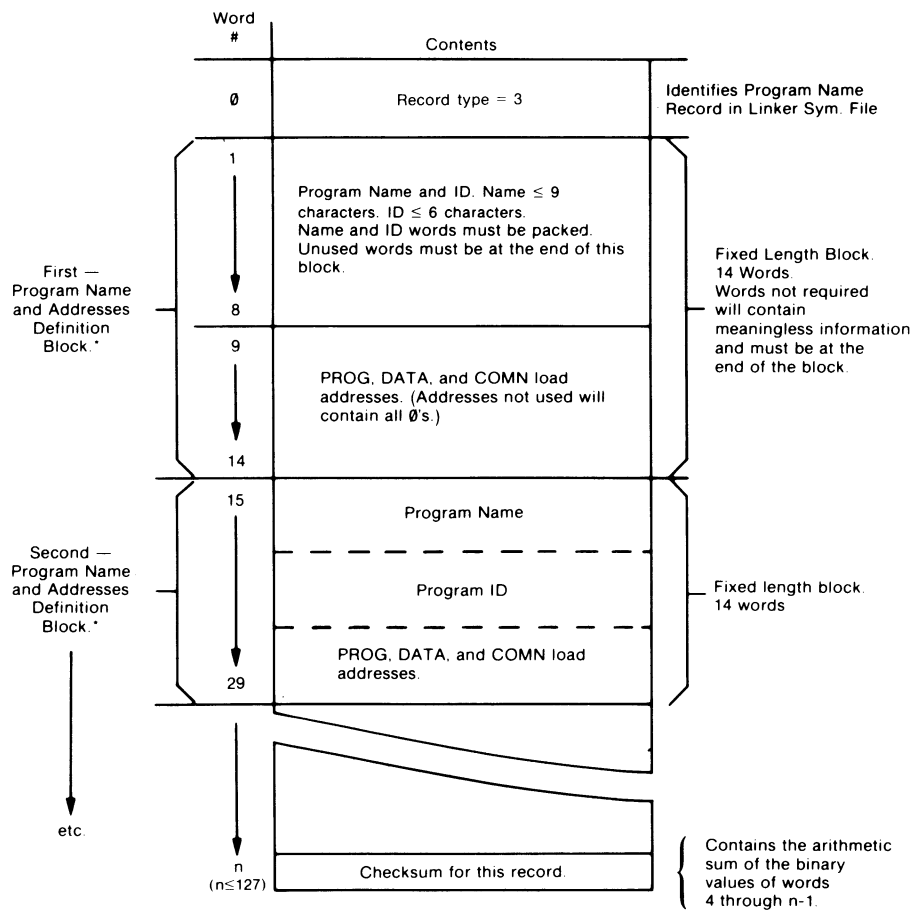 Word
#
Contents
Ø
Record type = 3
Identifies Program Name
Record in Linker Sym. File
First —
Program Name
and Addresses
Definition
Block.*
1
8
Program Name and ID. Name ≤ 9
characters. ID ≤ 6 characters.
Name and ID words must be packed.
Unused words must be at the end of this
block.
9
14
PROG, DATA, and COMN load
addresses. (Addresses not used will
contain all Ø's.)
Fixed Length Block.
14 Words.
Words not required
will contain
meaningless information
and must be at the
end of the block.
Second —
Program Name
and Addresses
Definition
Block.*
15
29
Program Name
Program ID
PROG, DATA, and COMN load
addresses.
Fixed length block.
14 words
etc.
n
(n≤127)
Checksum for this record.
Contains the arithmetic
sum of the binary
values of words
4 through n-1.